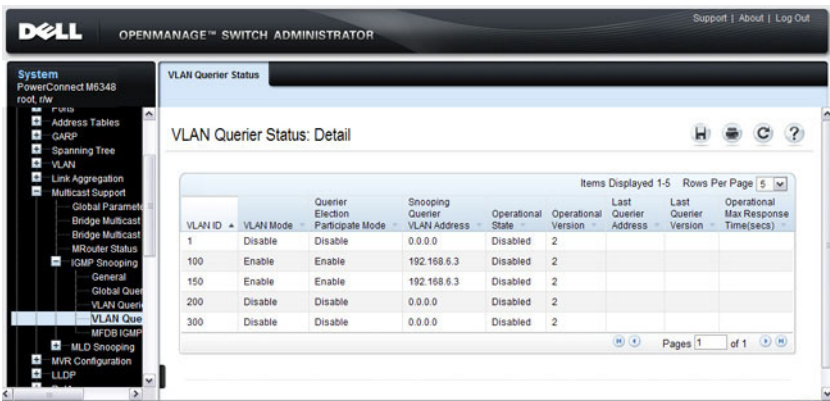 Support | About | Log Out
DELL
OPENMANAGE™ SWITCH ADMINISTRATOR
System
PowerConnect M6348
root, r/w
Ports
Address Tables
GARP
Spanning Tree
VLAN
Link Aggregation
Multicast Support
Global Paramete
Bridge Multicast
Bridge Multicast
MRouter Status
IGMP Snooping
General
Global Quer
VLAN Queri
VLAN Que
MFDB IGMP
MLD Snooping
MVR Configuration
LLDP
VLAN Querier Status
VLAN Querier Status: Detail
Items Displayed 1-5 Rows Per Page 5
VLAN ID VLAN Mode Querier Election Participate Mode Snooping Querier VLAN Address Operational State Operational Version Last Querier Address Last Querier Version Operational Max Response Time(secs)
1 Disable Disable 0.0.0.0 Disabled 2
100 Enable Enable 192.168.6.3 Disabled 2
150 Enable Enable 192.168.6.3 Disabled 2
200 Disable Disable 0.0.0.0 Disabled 2
300 Disable Disable 0.0.0.0 Disabled 2
Pages 1 of 1